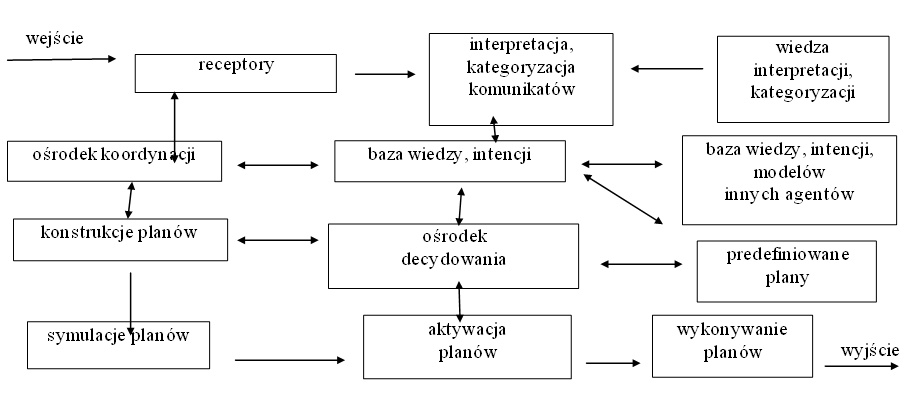 wejście
receptory
interpretacja,
kategoryzacja
komunikatów
wiedza
interpretacji,
kategoryzacji
ośrodek koordynacji
baza wiedzy, intencji
baza wiedzy, intencji,
modelów
innych agentów
konstrukcje planów
ośrodek
decydowania
predefiniowane
plany
symulacje planów
aktywacja
planów
wykonywanie
planów
wyjście